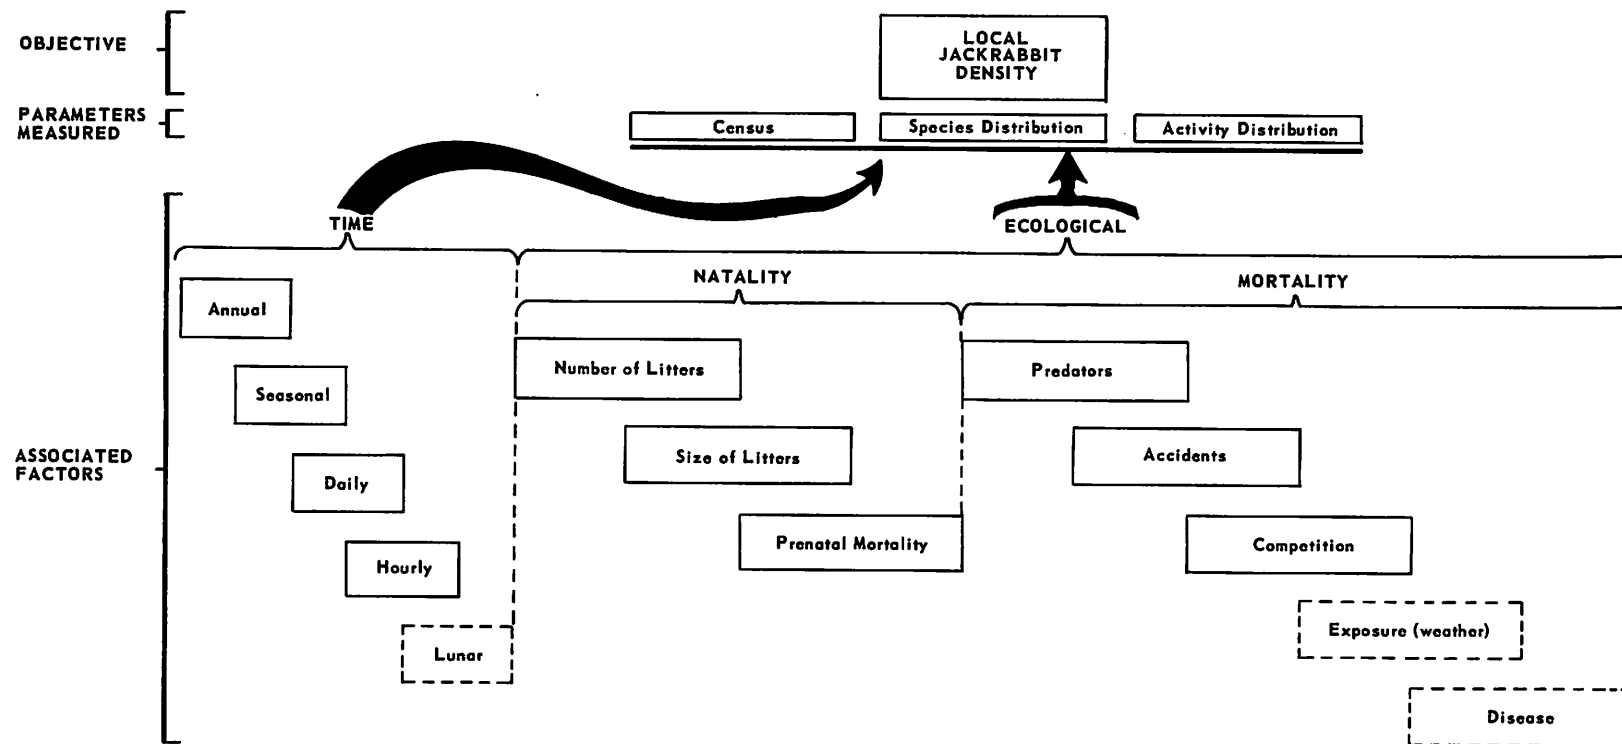 OBJECTIVE
LOCAL
JACKRABBIT
DENSITY
PARAMETERS
MEASURED
Census
Species Distribution
Activity Distribution
TIME
ECOLOGICAL
NATALITY
MORTALITY
Annual
Number of Litters
Predators
Seasonal
ASSOCIATED
FACTORS
Size of Litters
Accidents
Daily
Prenatal Mortality
Competition
Hourly
Exposure (weather)
Lunar
Disease